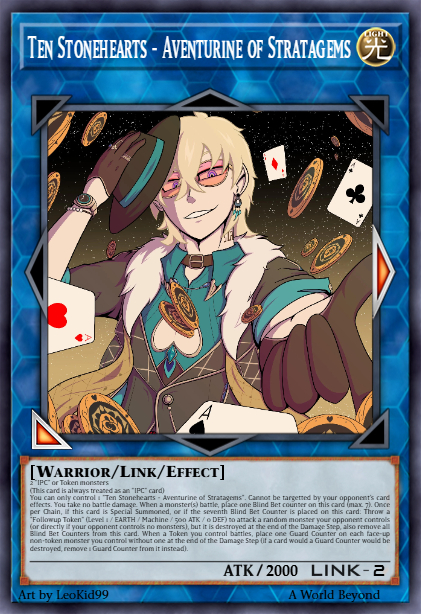 TEN STONEHEARTS - AVENTURINE OF STRATAGEMS
LIGHT
光
A
A
[WARRIOR/LINK/EFFECT]
2 "IPC" or Token monsters
(This card is always treated as an "IPC" card)
You can only control 1 "Ten Stonehearts - Aventurine of Stratagems". Cannot be targetted by your opponent's card
effects. You take no battle damage. When a monster(s) battle, place one Blind Bet counter on this card (max. 7). Once
per Chain, if this card is Special Summoned, or if the seventh Blind Bet Counter is placed on this card: Throw a
"Followup Token" (Level 1 / EARTH / Machine / 500 ATK / 0 DEF) to attack a random monster your opponent controls
(or directly if your opponent controls no monsters), but it is destroyed at the end of the Damage Step, also remove all
Blind Bet Counters from this card. When a Token you control battles, place one Guard Counter on each face-up
non-token monster you control without one at the end of the Damage Step (if a card would a Guard Counter would be
destroyed, remove 1 Guard Counter from it instead).
ATK/2000 LINK-2
Art by LeoKid99 A World Beyond